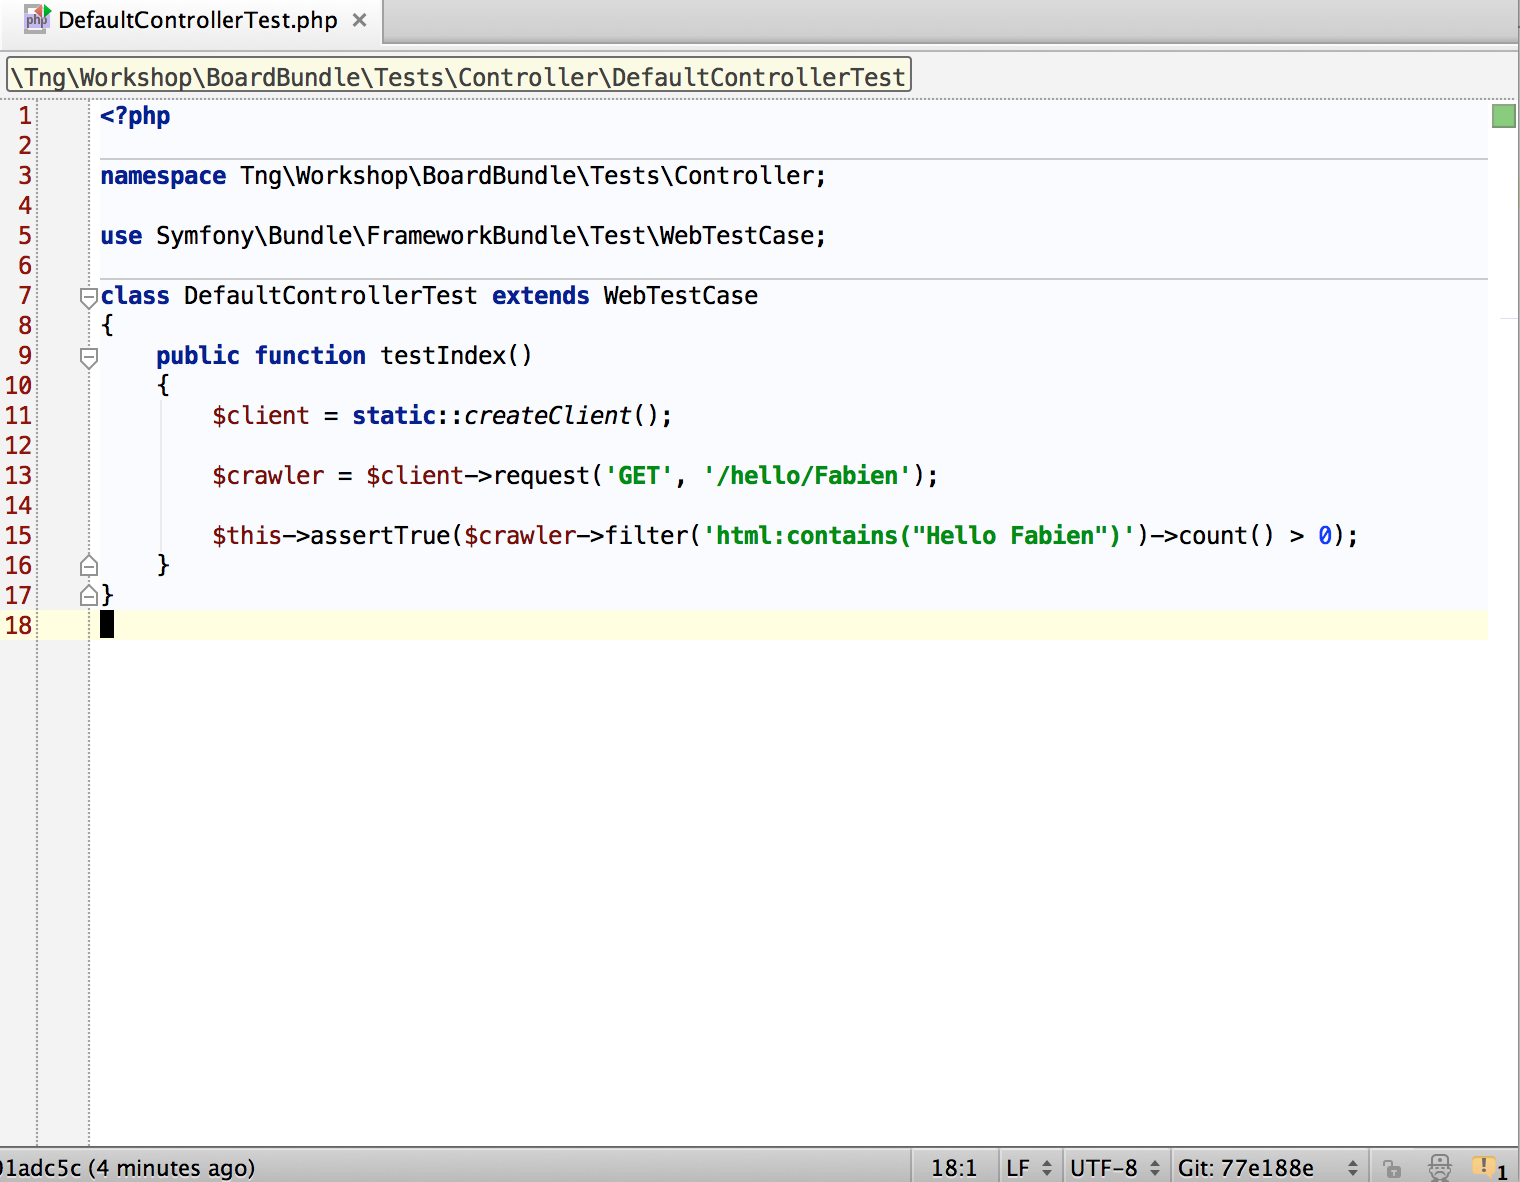 php DefaultControllerTest.php ×
\Tng\Workshop\BoardBundle\Tests\Controller\DefaultControllerTest
1 <?php
2
3 namespace Tng\Workshop\BoardBundle\Tests\Controller;
4
5 use Symfony\Bundle\FrameworkBundle\Test\WebTestCase;
6
7 class DefaultControllerTest extends WebTestCase
8 {
9     public function testIndex()
10     {
11         $client = static::createClient();
12
13         $crawler = $client->request('GET', '/hello/Fabien');
14
15         $this->assertTrue($crawler->filter('html:contains("Hello Fabien")')->count() > 0);
16     }
17 }
18
1adc5c (4 minutes ago) 18:1 LF UTF-8 Git: 77e188e 1